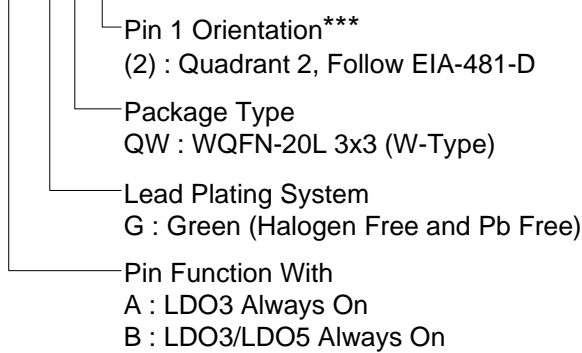 Pin 1 Orientation***
(2) : Quadrant 2, Follow EIA-481-D
Package Type
QW : WQFN-20L 3x3 (W-Type)
Lead Plating System
G : Green (Halogen Free and Pb Free)
Pin Function With
A : LDO3 Always On
B : LDO3/LDO5 Always On